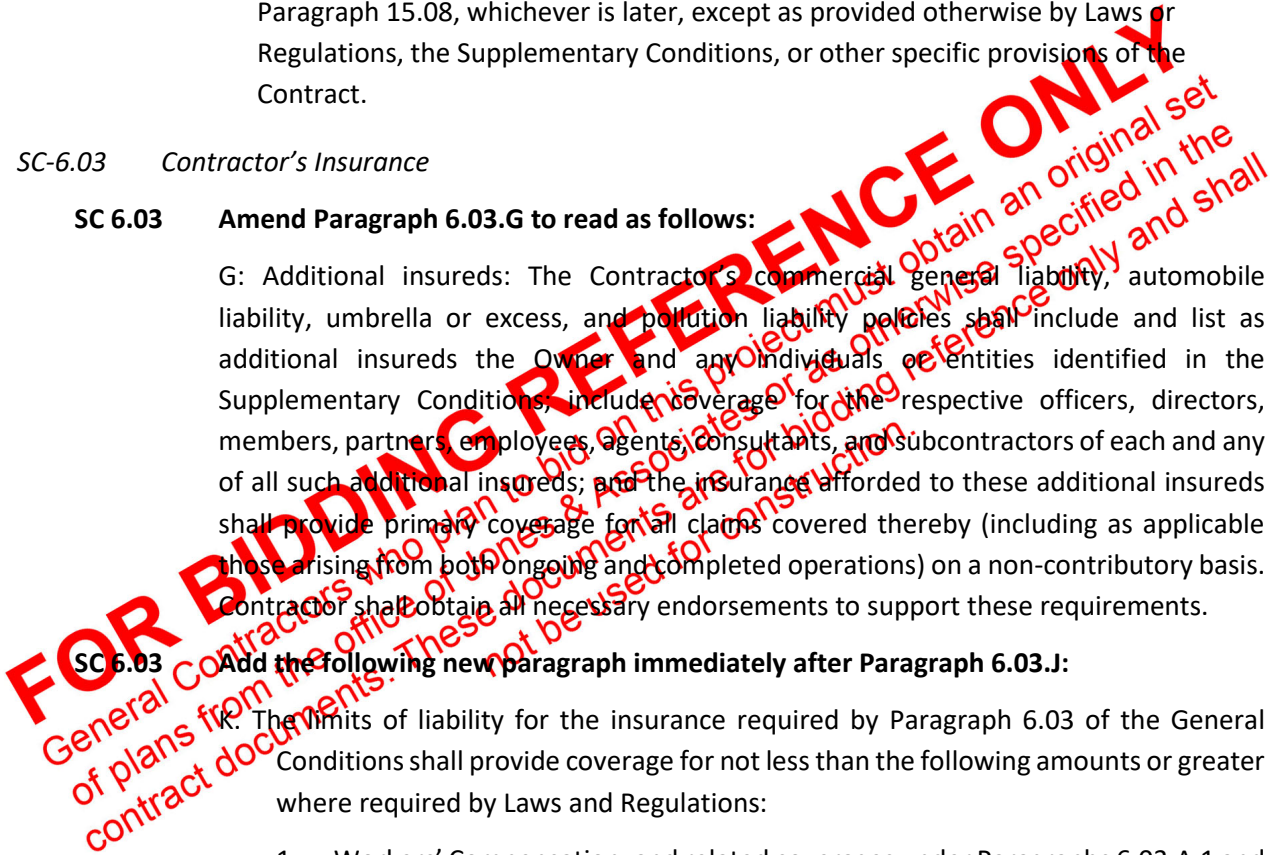 Paragraph 15.08, whichever is later, except as provided otherwise by Laws or
Regulations, the Supplementary Conditions, or other specific provisions of the
Contract.
SC-6.03 Contractor's Insurance
SC 6.03 Amend Paragraph 6.03.G to read as follows:
G: Additional insureds: The Contractor's commercial general liability, automobile
liability, umbrella or excess, and pollution liability policies shall include and list as
additional insureds the Owner and any individuals or entities identified in the
Supplementary Conditions; include coverage for the respective officers, directors,
members, partners, employees, agents, consultants, and subcontractors of each and any
of all such additional insureds; and the insurance afforded to these additional insureds
shall provide primary coverage for all claims covered thereby (including as applicable
those arising from both ongoing and completed operations) on a non-contributory basis.
Contractor shall obtain all necessary endorsements to support these requirements.
SC 6.03 Add the following new paragraph immediately after Paragraph 6.03.J:
K. The limits of liability for the insurance required by Paragraph 6.03 of the General
Conditions shall provide coverage for not less than the following amounts or greater
where required by Laws and Regulations:
1. Workers' Compensation, and related coverage under Paragraphs 6.03.A.1 and
FOR BIDDING REFERENCE ONLY
General Contractors who plan to bid on this project must obtain an original set
of plans from the office of Jones & Associates or as otherwise specified in the
contract documents. These documents are for bidding reference only and shall
not be used for construction.